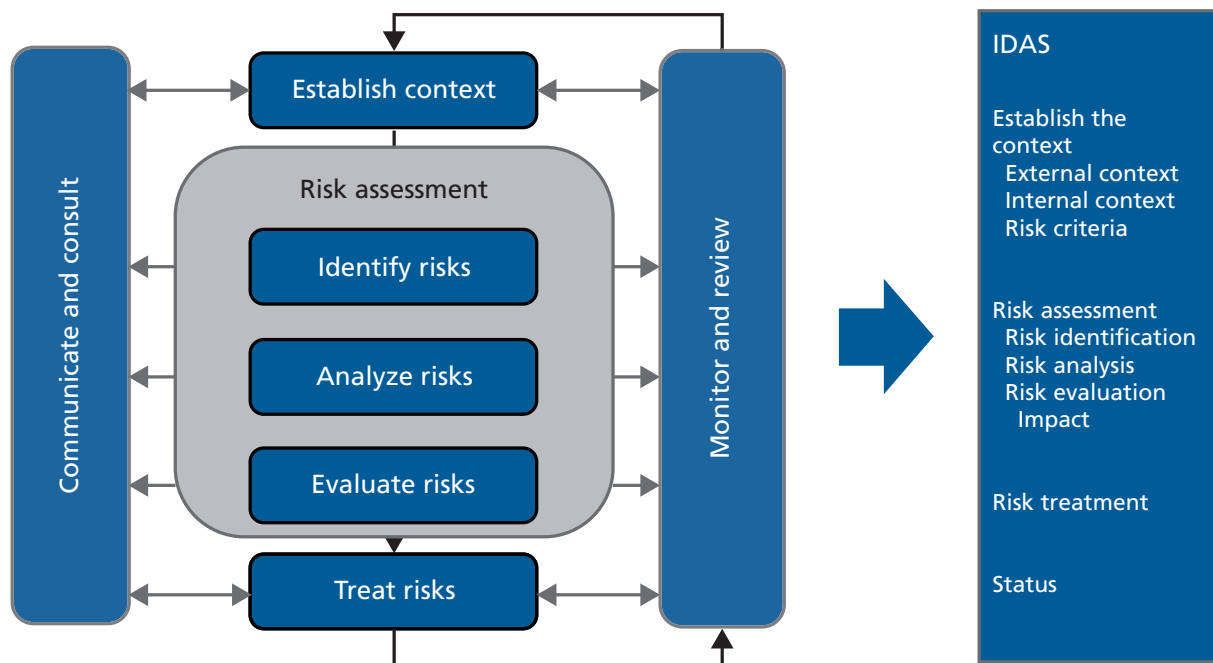 Communicate and consult
Establish context
Risk assessment
Identify risks
Analyze risks
Evaluate risks
Treat risks
Monitor and review
IDAS
Establish the
context
External context
Internal context
Risk criteria
Risk assessment
Risk identification
Risk analysis
Risk evaluation
Impact
Risk treatment
Status